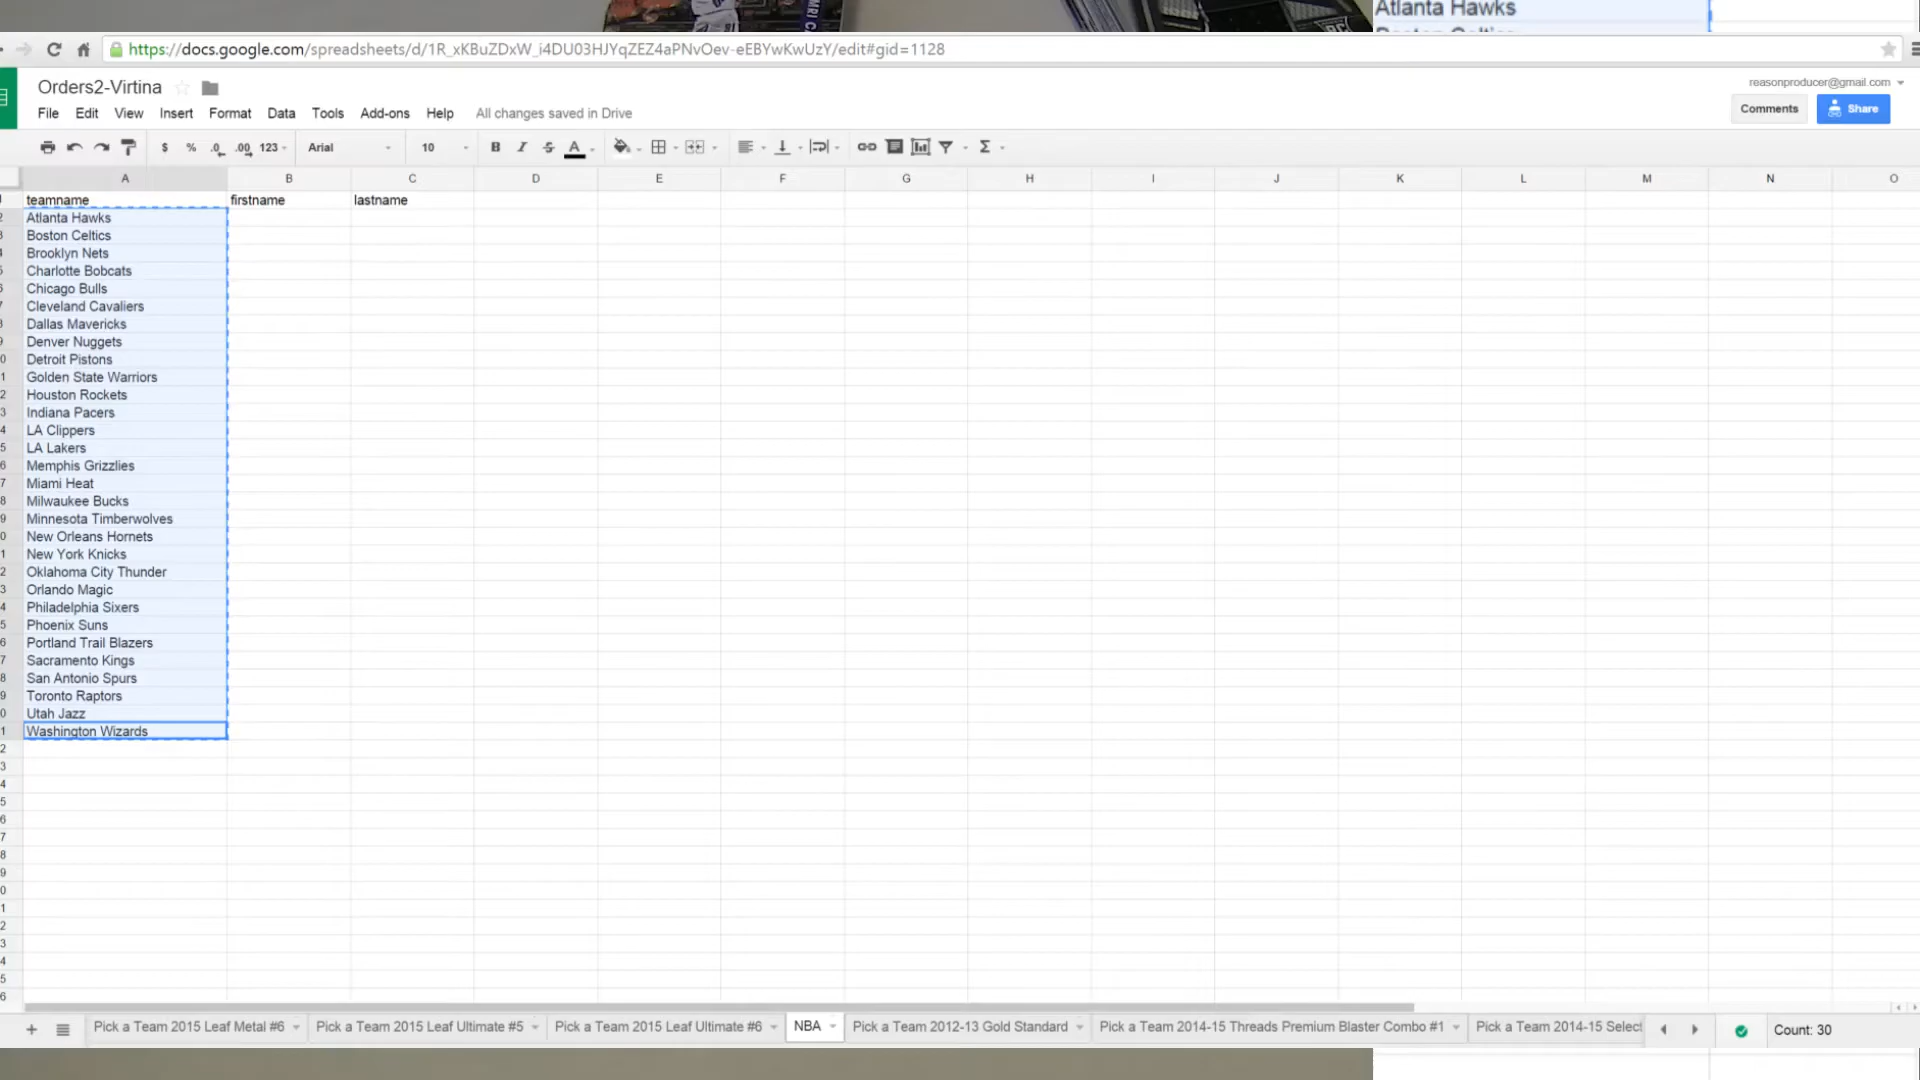 Atlanta Hawks
https://docs.google.com/spreadsheets/d/1R_xKBuZDxW_i4DU03HJYqZEZ4aPNvOev-eEBYwKwUzY/edit#gid=1128
Orders2-Virtina
reasonproducer@gmail.com
File Edit View Insert Format Data Tools Add-ons Help All changes saved in Drive
Comments Share
$ % .0 .00 123 Arial 10 B I S A Σ
A B C D E F G H I J K L M N O
teamname firstname lastname
Atlanta Hawks
Boston Celtics
Brooklyn Nets
Charlotte Bobcats
Chicago Bulls
Cleveland Cavaliers
Dallas Mavericks
Denver Nuggets
Detroit Pistons
Golden State Warriors
Houston Rockets
Indiana Pacers
LA Clippers
LA Lakers
Memphis Grizzlies
Miami Heat
Milwaukee Bucks
Minnesota Timberwolves
New Orleans Hornets
New York Knicks
Oklahoma City Thunder
Orlando Magic
Philadelphia Sixers
Phoenix Suns
Portland Trail Blazers
Sacramento Kings
San Antonio Spurs
Toronto Raptors
Utah Jazz
Washington Wizards
Pick a Team 2015 Leaf Metal #6 Pick a Team 2015 Leaf Ultimate #5 Pick a Team 2015 Leaf Ultimate #6 NBA Pick a Team 2012-13 Gold Standard Pick a Team 2014-15 Threads Premium Blaster Combo #1 Pick a Team 2014-15 Select Count: 30